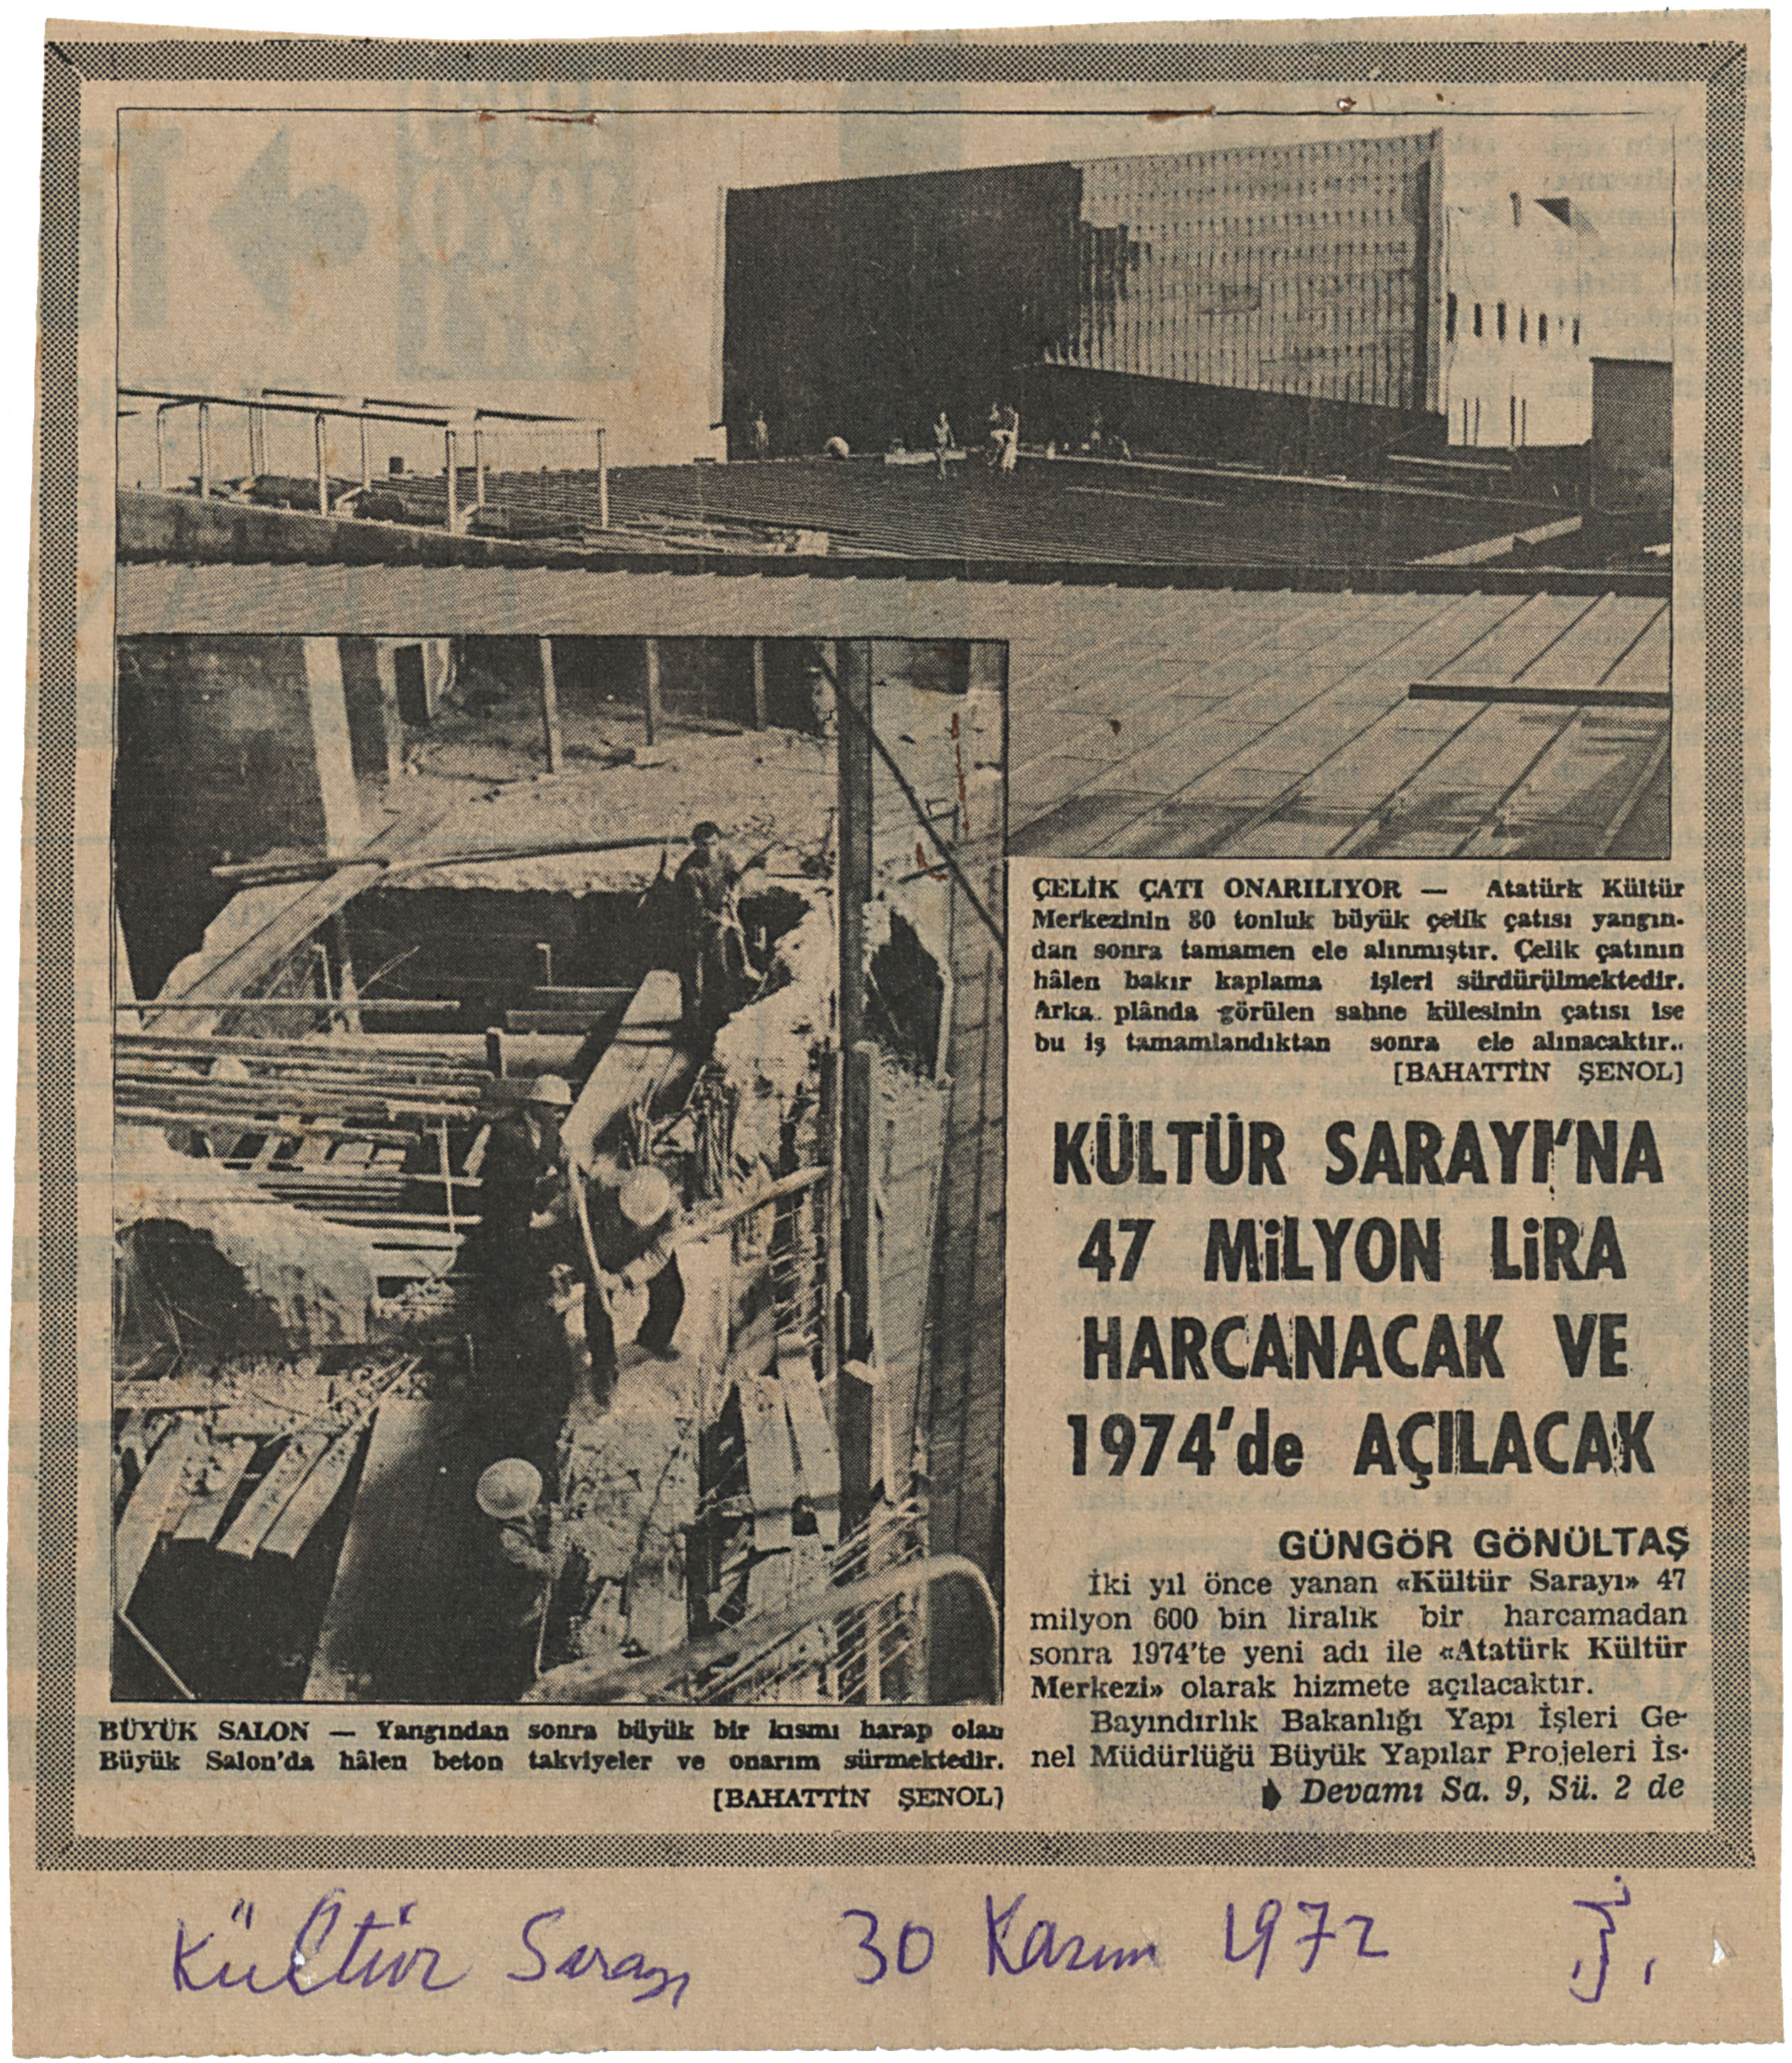 ÇELİK ÇATI ONARILIYOR — Atatürk Kültür
Merkezinin 80 tonluk büyük çelik çatısı yangın-
dan sonra tamamen ele alınmıştır. Çelik çatının
hâlen bakır kaplama işleri sürdürülmektedir.
Arka plânda görülen sahne külesinin çatısı ise
bu iş tamamlandıktan sonra ele alınacaktır..
[BAHATTİN ŞENOL]
KÜLTÜR SARAYI'NA
47 MİLYON LİRA
HARCANACAK VE
1974'de AÇILACAK
GÜNGÖR GÖNÜLTAŞ
İki yıl önce yanan «Kültür Sarayı» 47
milyon 600 bin liralık bir harcamadan
sonra 1974'te yeni adı ile «Atatürk Kültür
Merkezi» olarak hizmete açılacaktır.
Bayındırlık Bakanlığı Yapı İşleri Ge-
nel Müdürlüğü Büyük Yapılar Projeleri İs-
Devamı Sa. 9, Sü. 2 de
BÜYÜK SALON — Yangından sonra büyük bir kısmı harap olan
Büyük Salon'da hâlen beton takviyeler ve onarım sürmektedir.
[BAHATTİN ŞENOL]
Kültür Sarayı 30 Kasım 1972